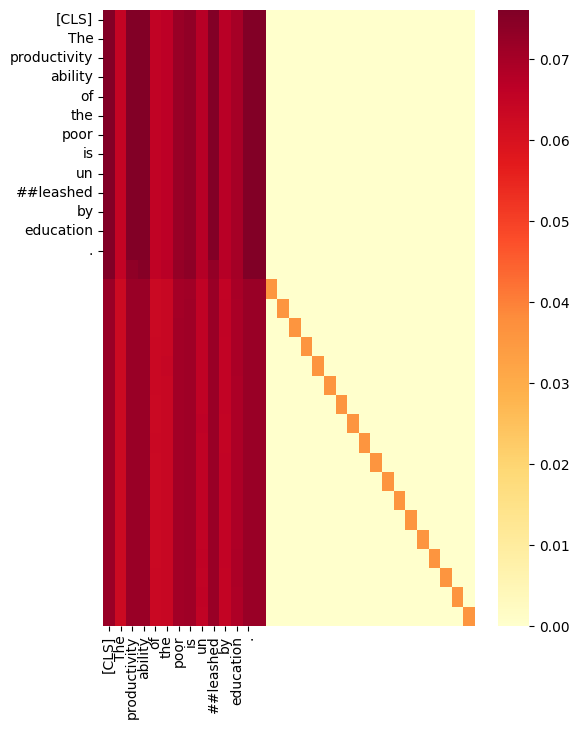 [CLS]
The
productivity
ability
of
the
poor
is
un
##leashed
by
education
.
0.07
0.06
0.05
0.04
0.03
0.02
0.01
0.00
[CLS]
The
productivity
ability
of
the
poor
is
un
##leashed
by
education
.